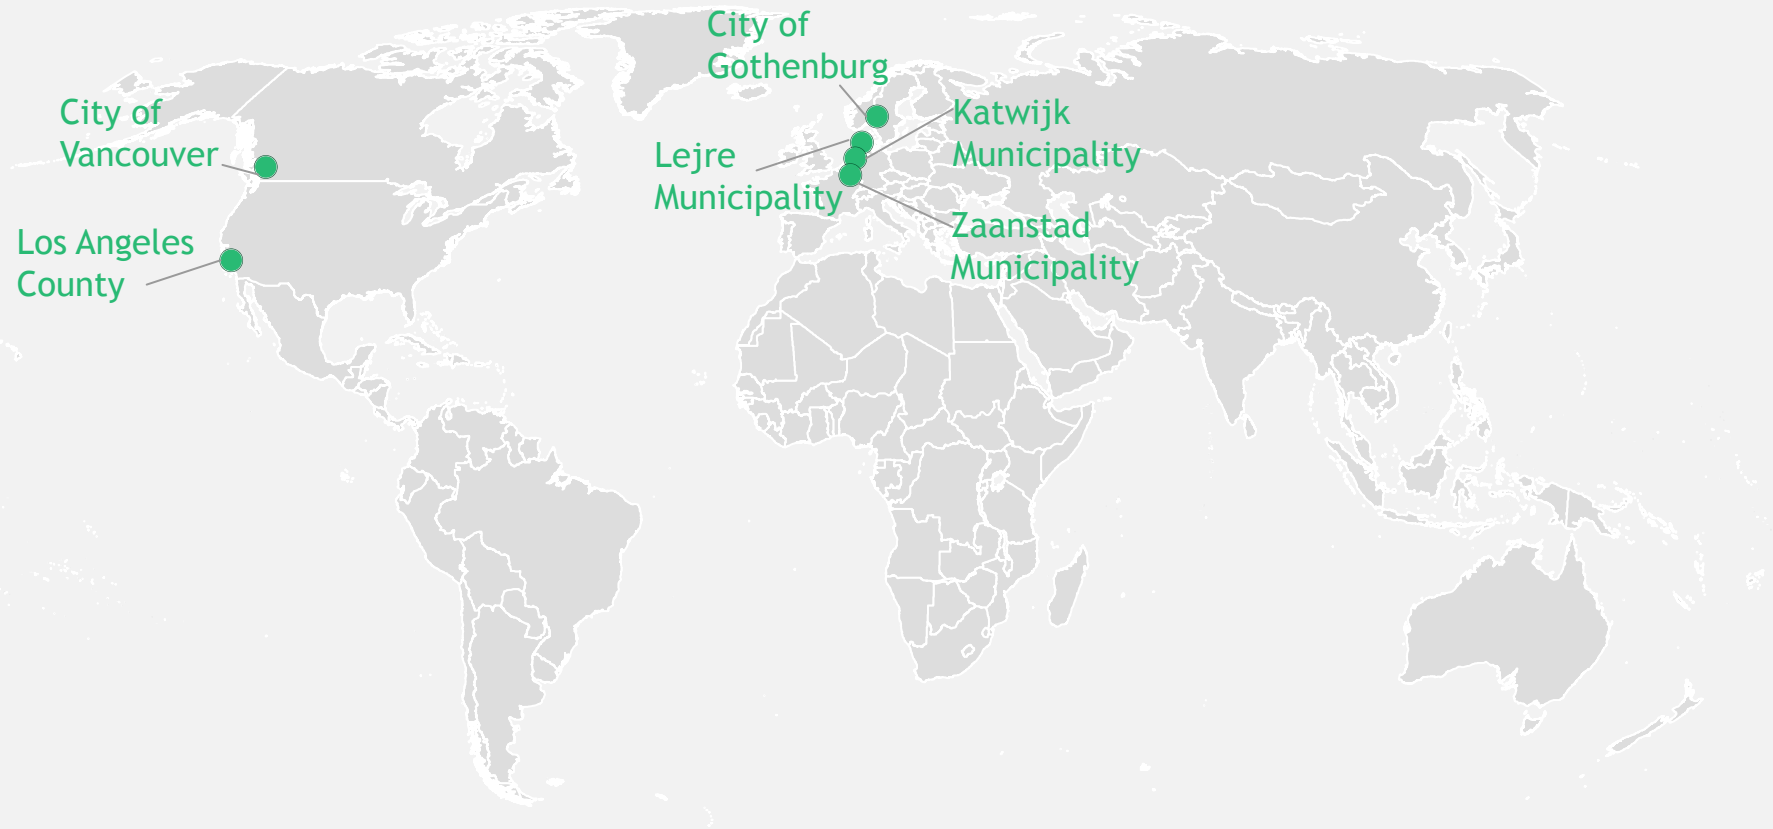 City of
Gothenburg
City of
Vancouver
Katwijk
Municipality
Lejre
Municipality
Los Angeles
County
Zaanstad
Municipality